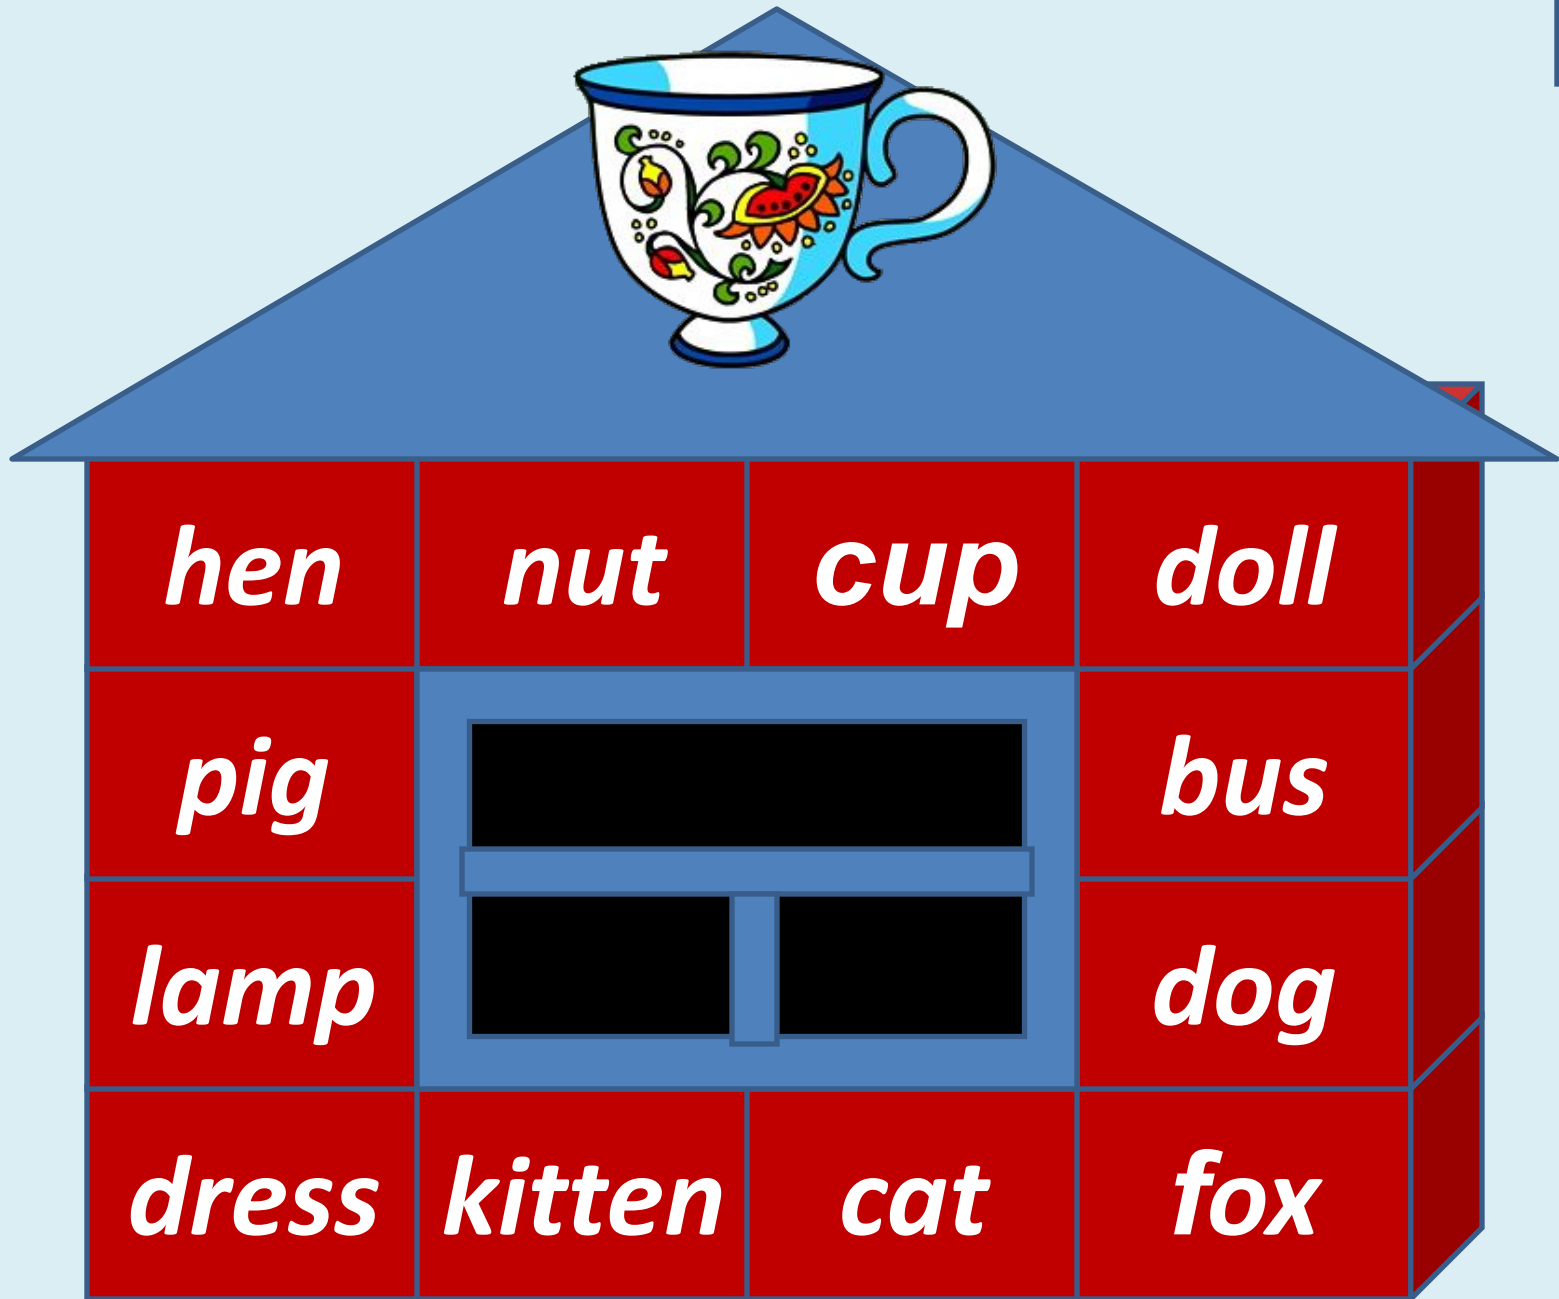 hen nut cup doll
pig bus
lamp dog
dress kitten cat fox